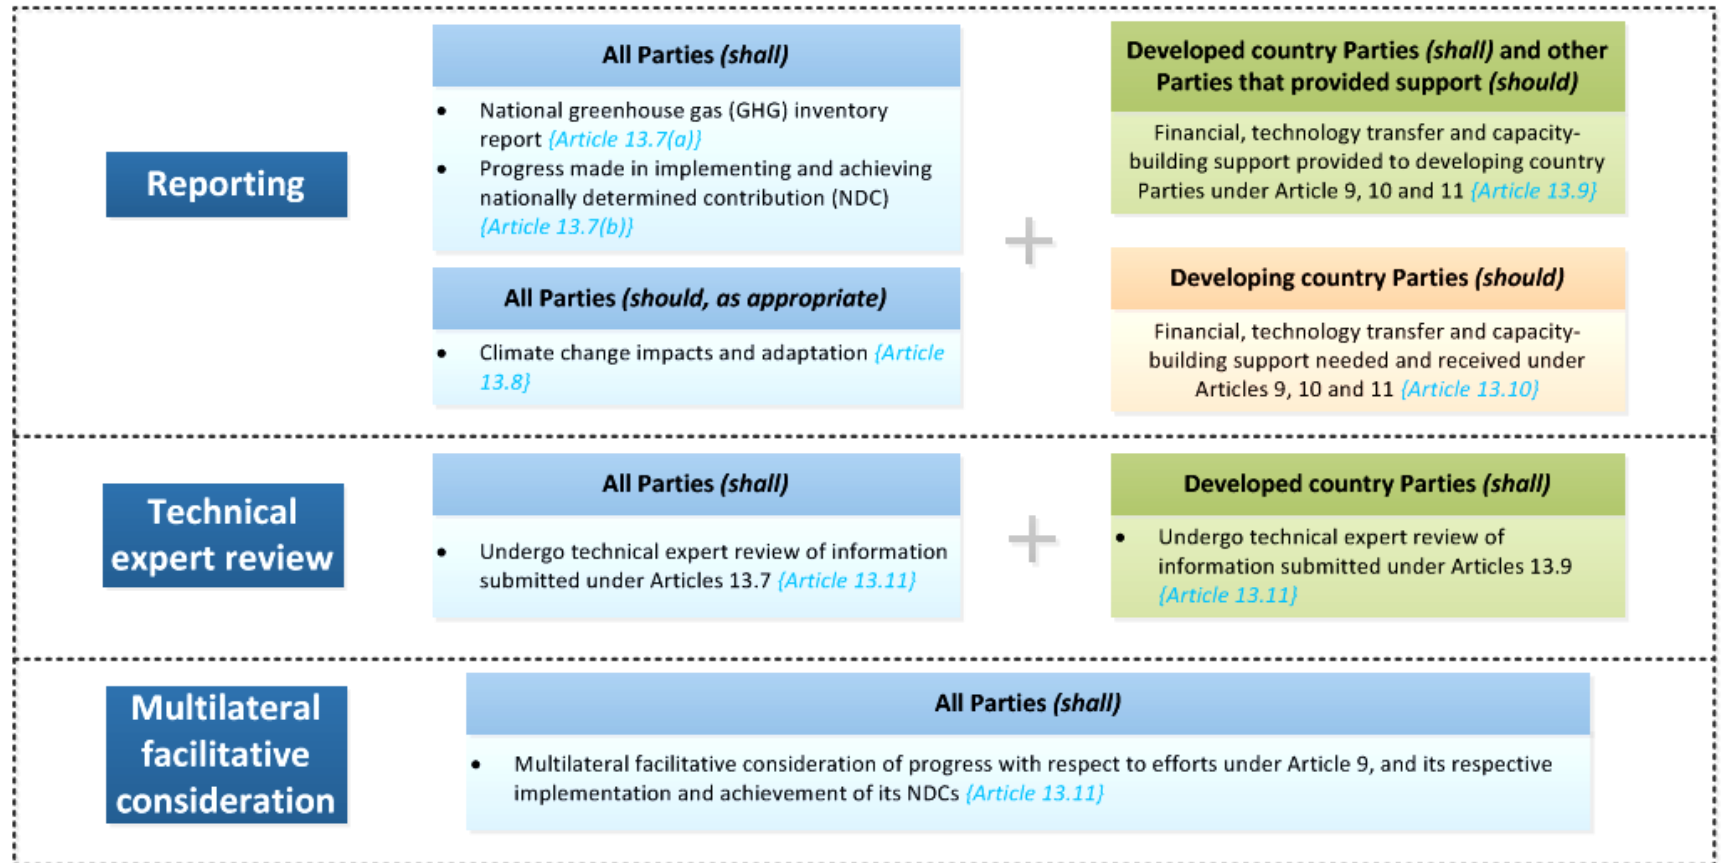 Reporting
All Parties (shall)
• National greenhouse gas (GHG) inventory
report {Article 13.7(a)}
• Progress made in implementing and achieving
nationally determined contribution (NDC)
{Article 13.7(b)}
All Parties (should, as appropriate)
• Climate change impacts and adaptation {Article
13.8}
+
Developed country Parties (shall) and other
Parties that provided support (should)
Financial, technology transfer and capacity-
building support provided to developing country
Parties under Article 9, 10 and 11 {Article 13.9}
Developing country Parties (should)
Financial, technology transfer and capacity-
building support needed and received under
Articles 9, 10 and 11 {Article 13.10}
Technical
expert review
All Parties (shall)
• Undergo technical expert review of information
submitted under Articles 13.7 {Article 13.11}
+
Developed country Parties (shall)
• Undergo technical expert review of
information submitted under Articles 13.9
{Article 13.11}
Multilateral
facilitative
consideration
All Parties (shall)
• Multilateral facilitative consideration of progress with respect to efforts under Article 9, and its respective
implementation and achievement of its NDCs {Article 13.11}